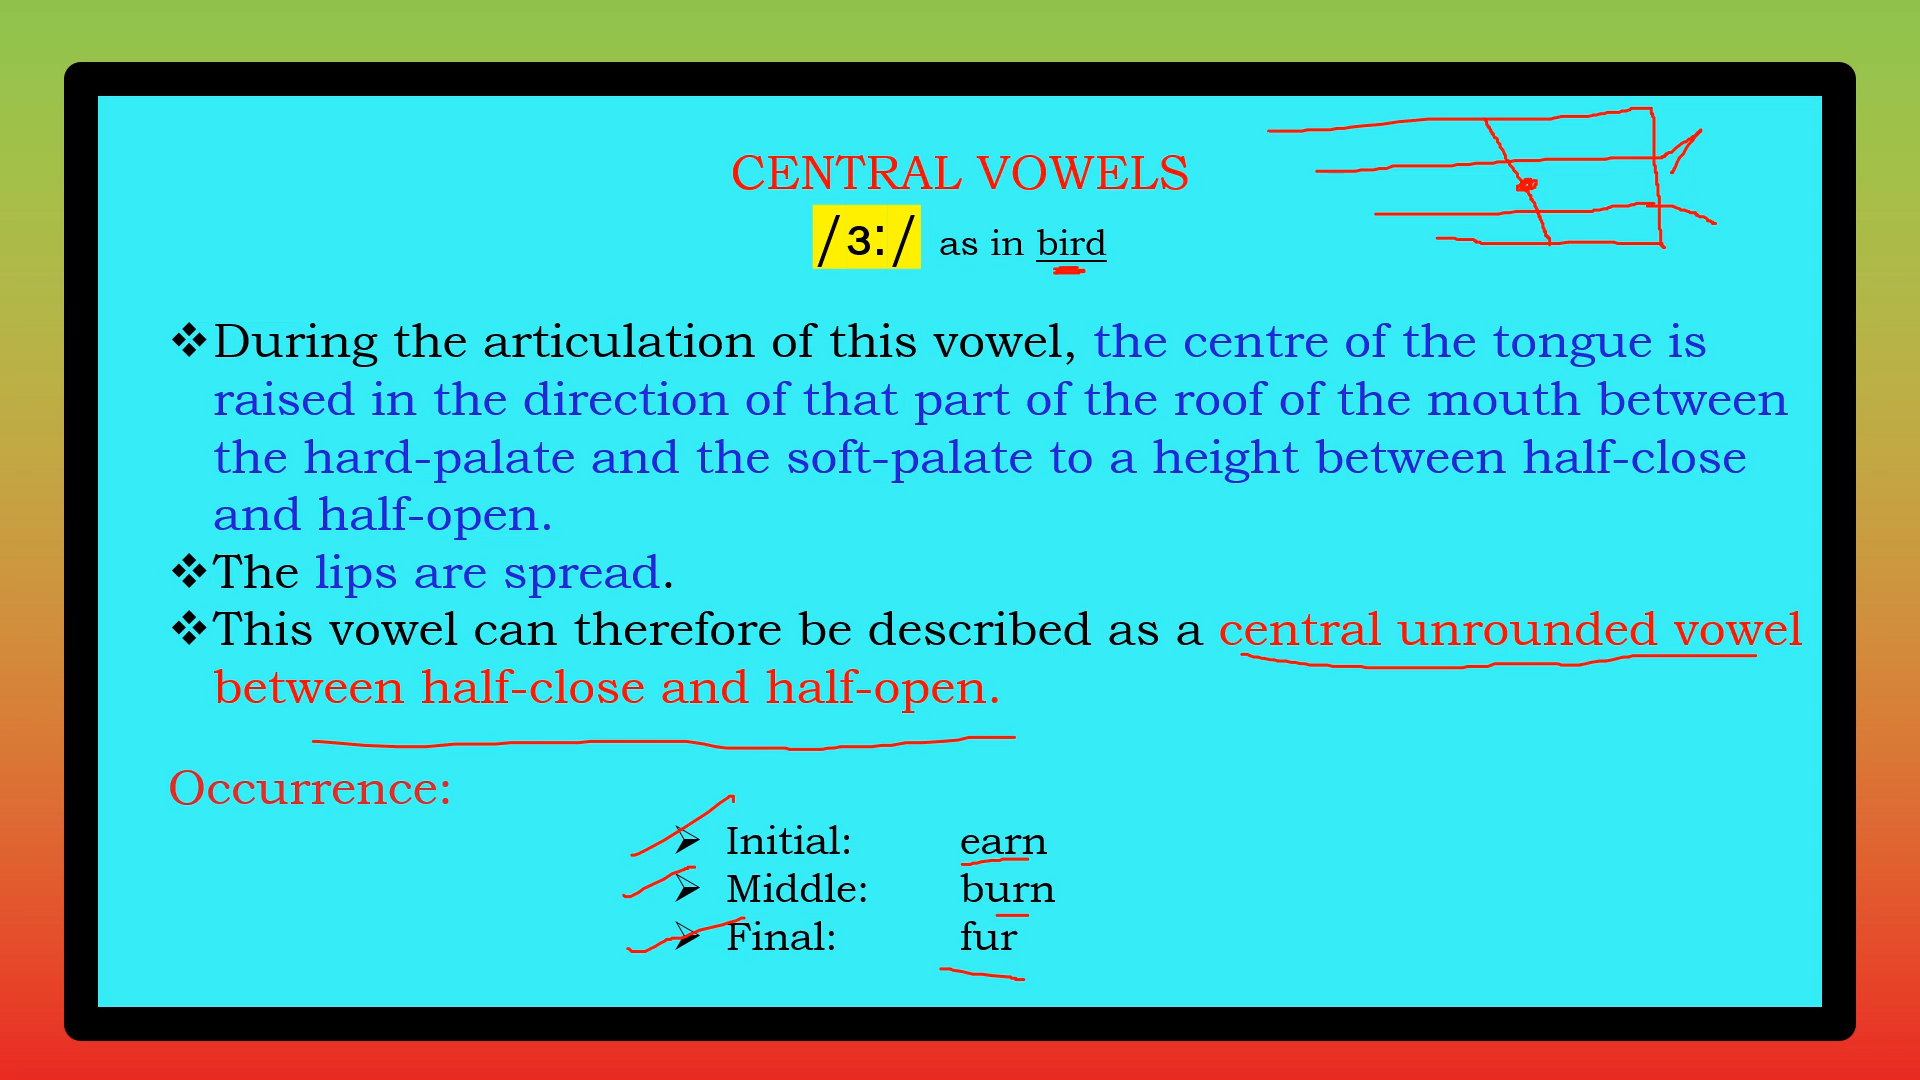 CENTRAL VOWELS
/ɜː/ as in bird
❖During the articulation of this vowel, the centre of the tongue is
raised in the direction of that part of the roof of the mouth between
the hard-palate and the soft-palate to a height between half-close
and half-open.
❖The lips are spread.
❖This vowel can therefore be described as a central unrounded vowel
between half-close and half-open.
Occurrence:
➢ Initial: earn
➢ Middle: burn
➢ Final: fur